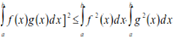 ∫ₐᵇ f(x)g(x)dx]² ≤ ∫ₐᵇ f²(x)dx ∫ₐᵇ g²(x)dx